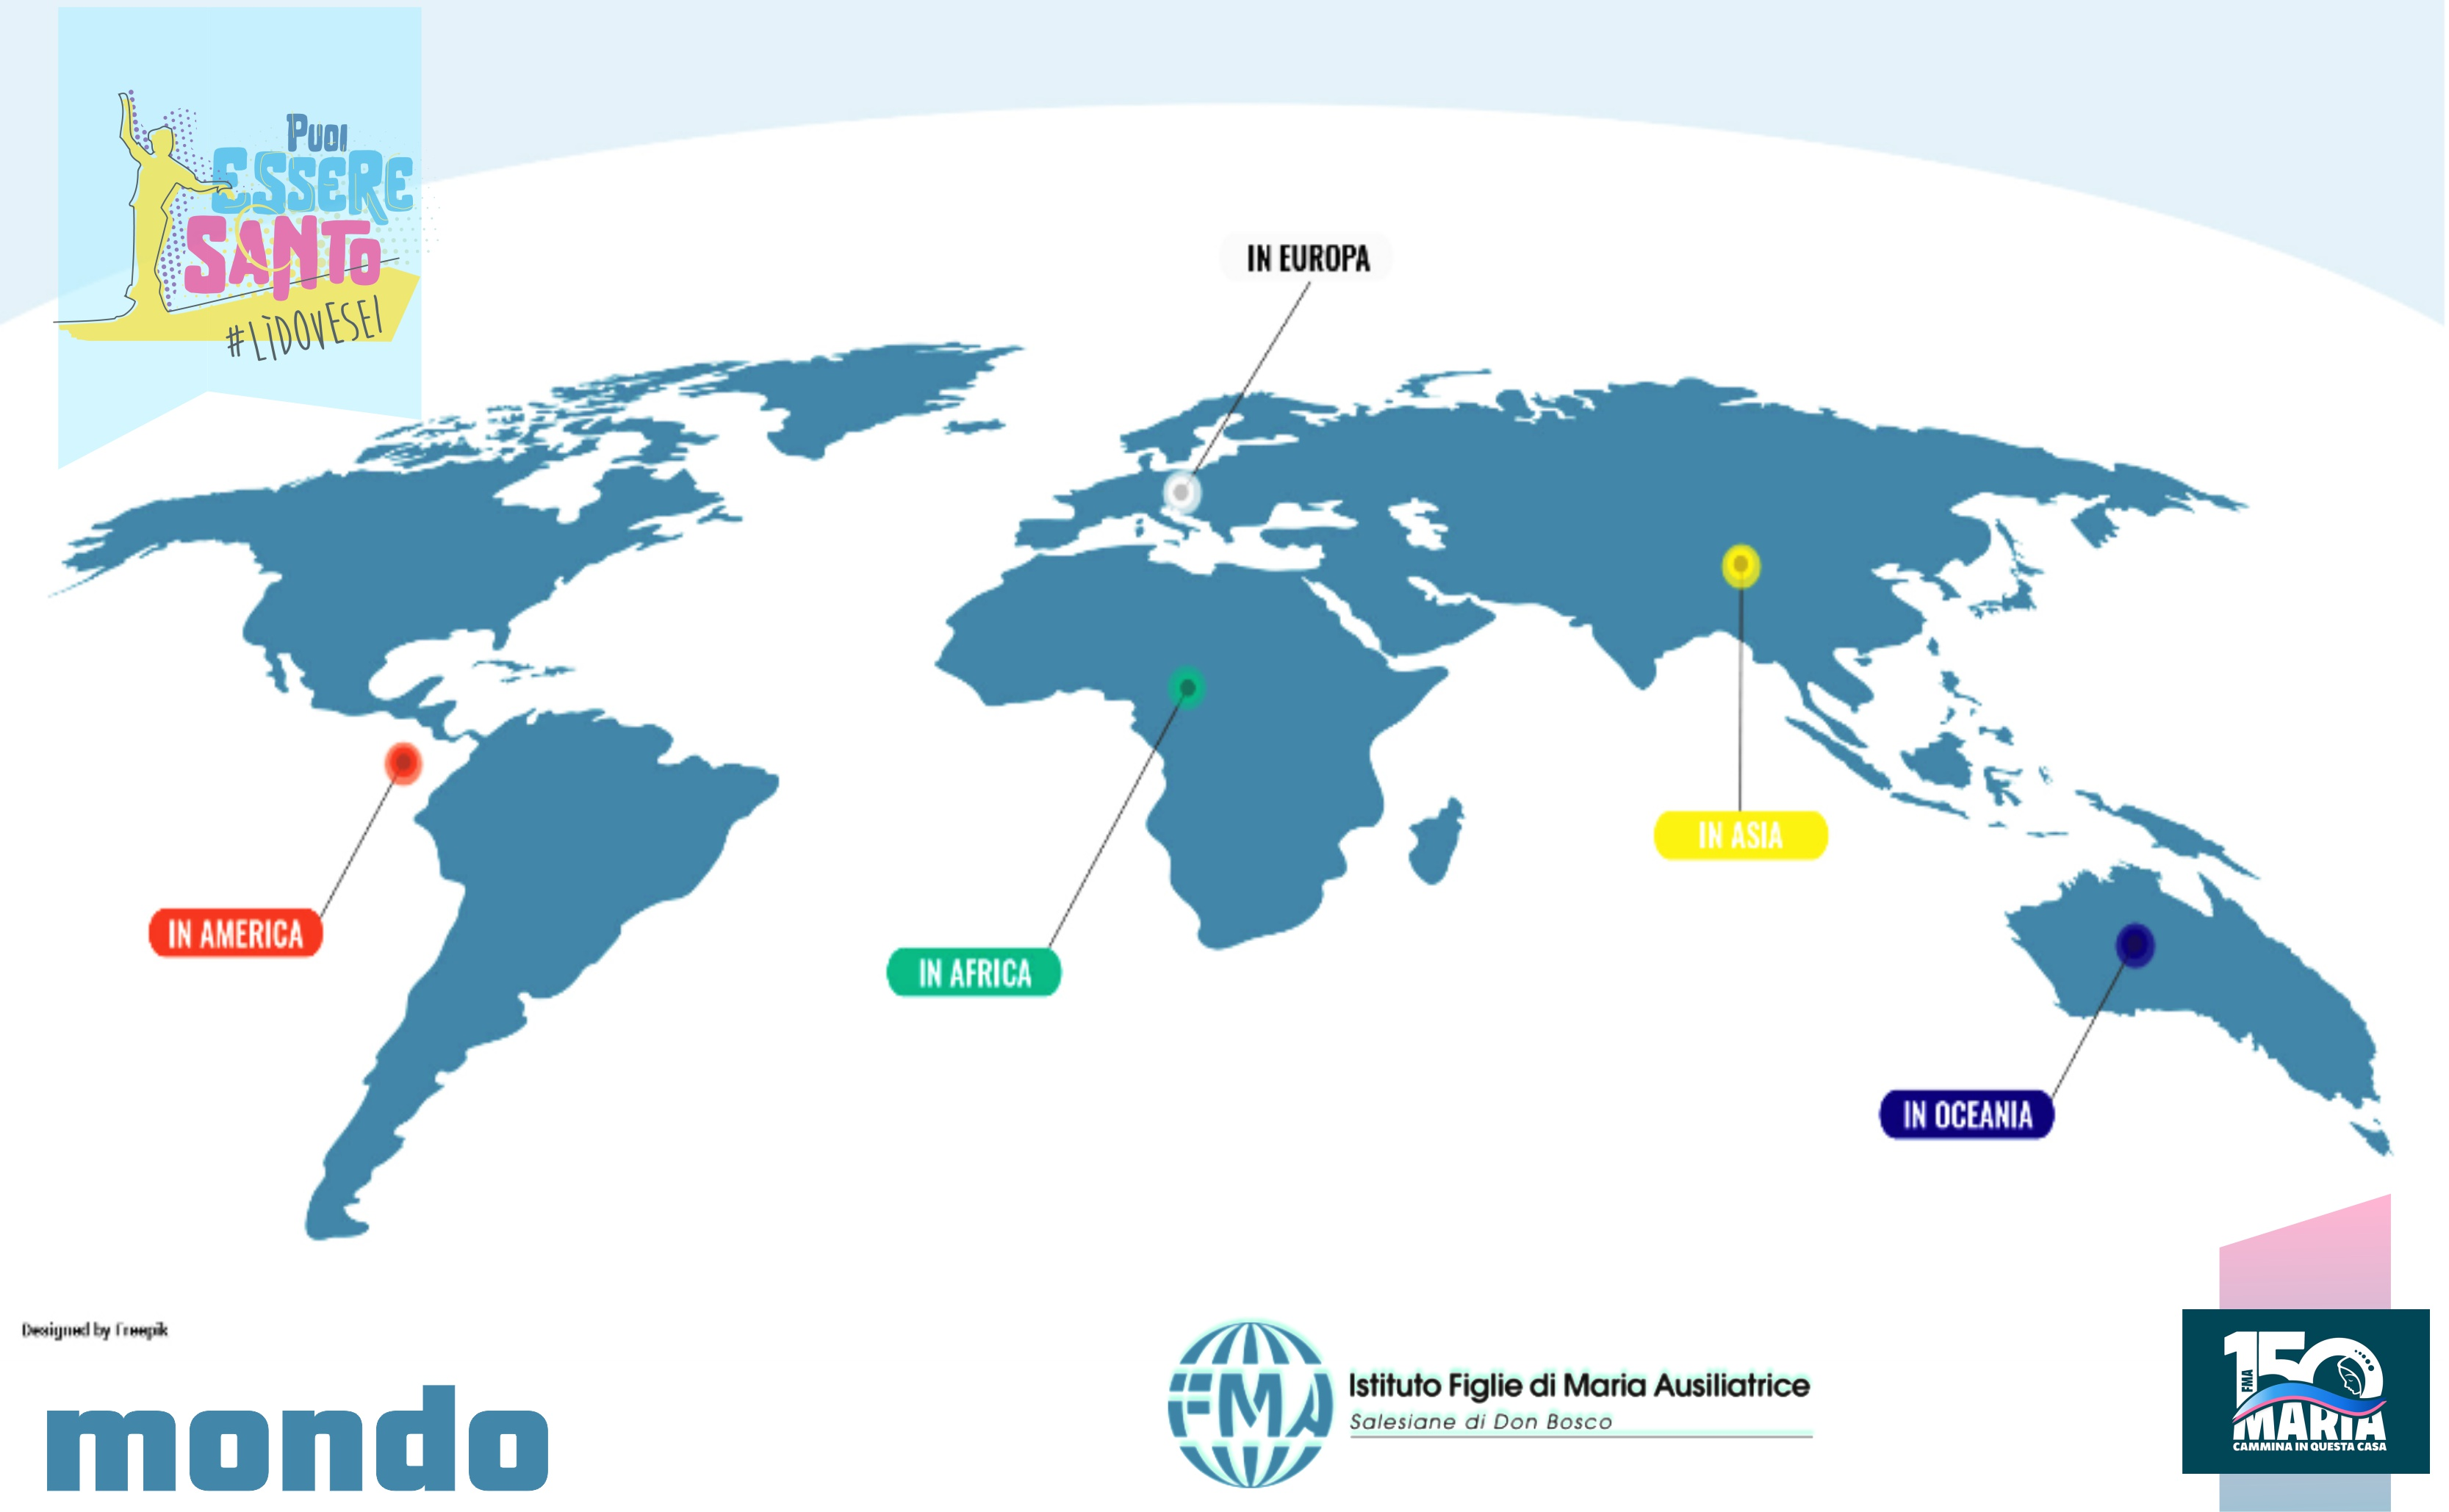 Puoi
ESSERE
SANTO
#LÌDOVESEI
IN EUROPA
IN ASIA
IN AMERICA
IN AFRICA
IN OCEANIA
Designed by Freepik
mondo
FMA
Istituto Figlie di Maria Ausiliatrice
Salesiane di Don Bosco
150
FMA
MARIA
CAMMINA IN QUESTA CASA